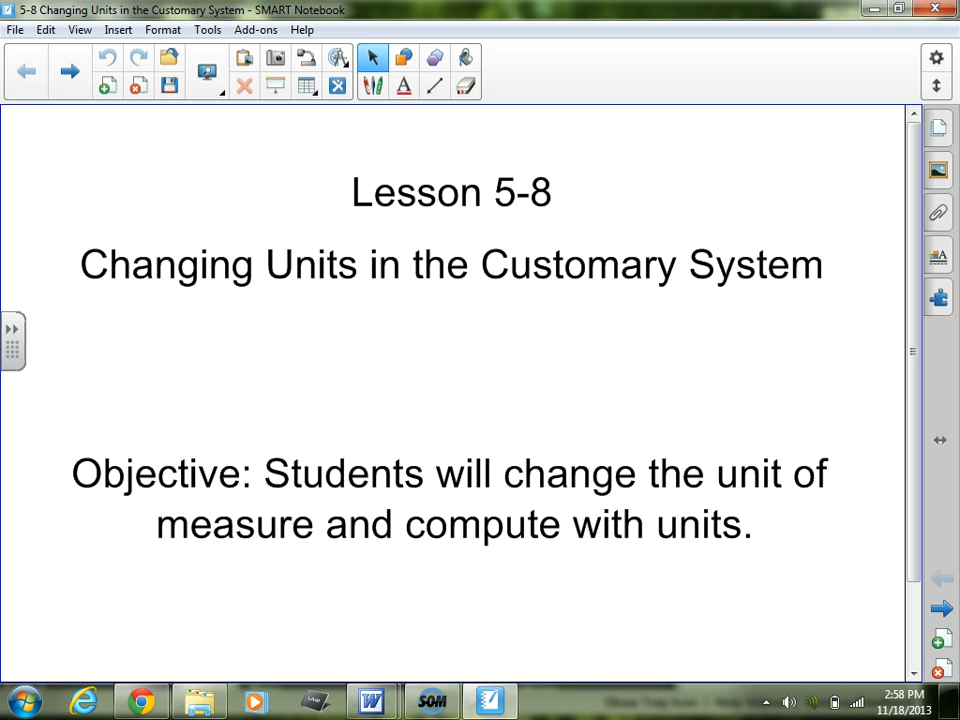 5-8 Changing Units in the Customary System - SMART Notebook
File Edit View Insert Format Tools Add-ons Help
Lesson 5-8
Changing Units in the Customary System
Objective: Students will change the unit of
measure and compute with units.
SOM
2:58 PM
11/18/2013